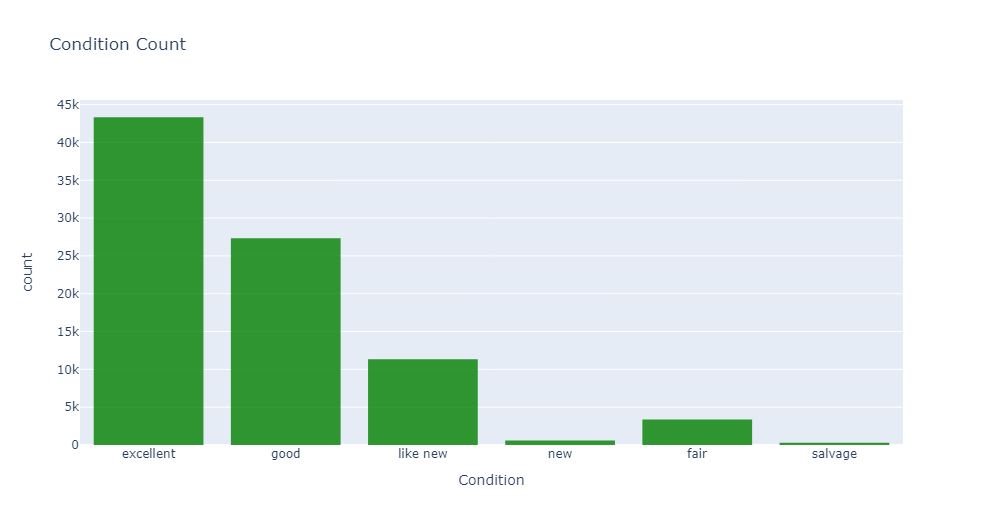 Condition Count
45k
40k
35k
30k
25k
20k
15k
10k
5k
0
count
excellent good like new new fair salvage
Condition